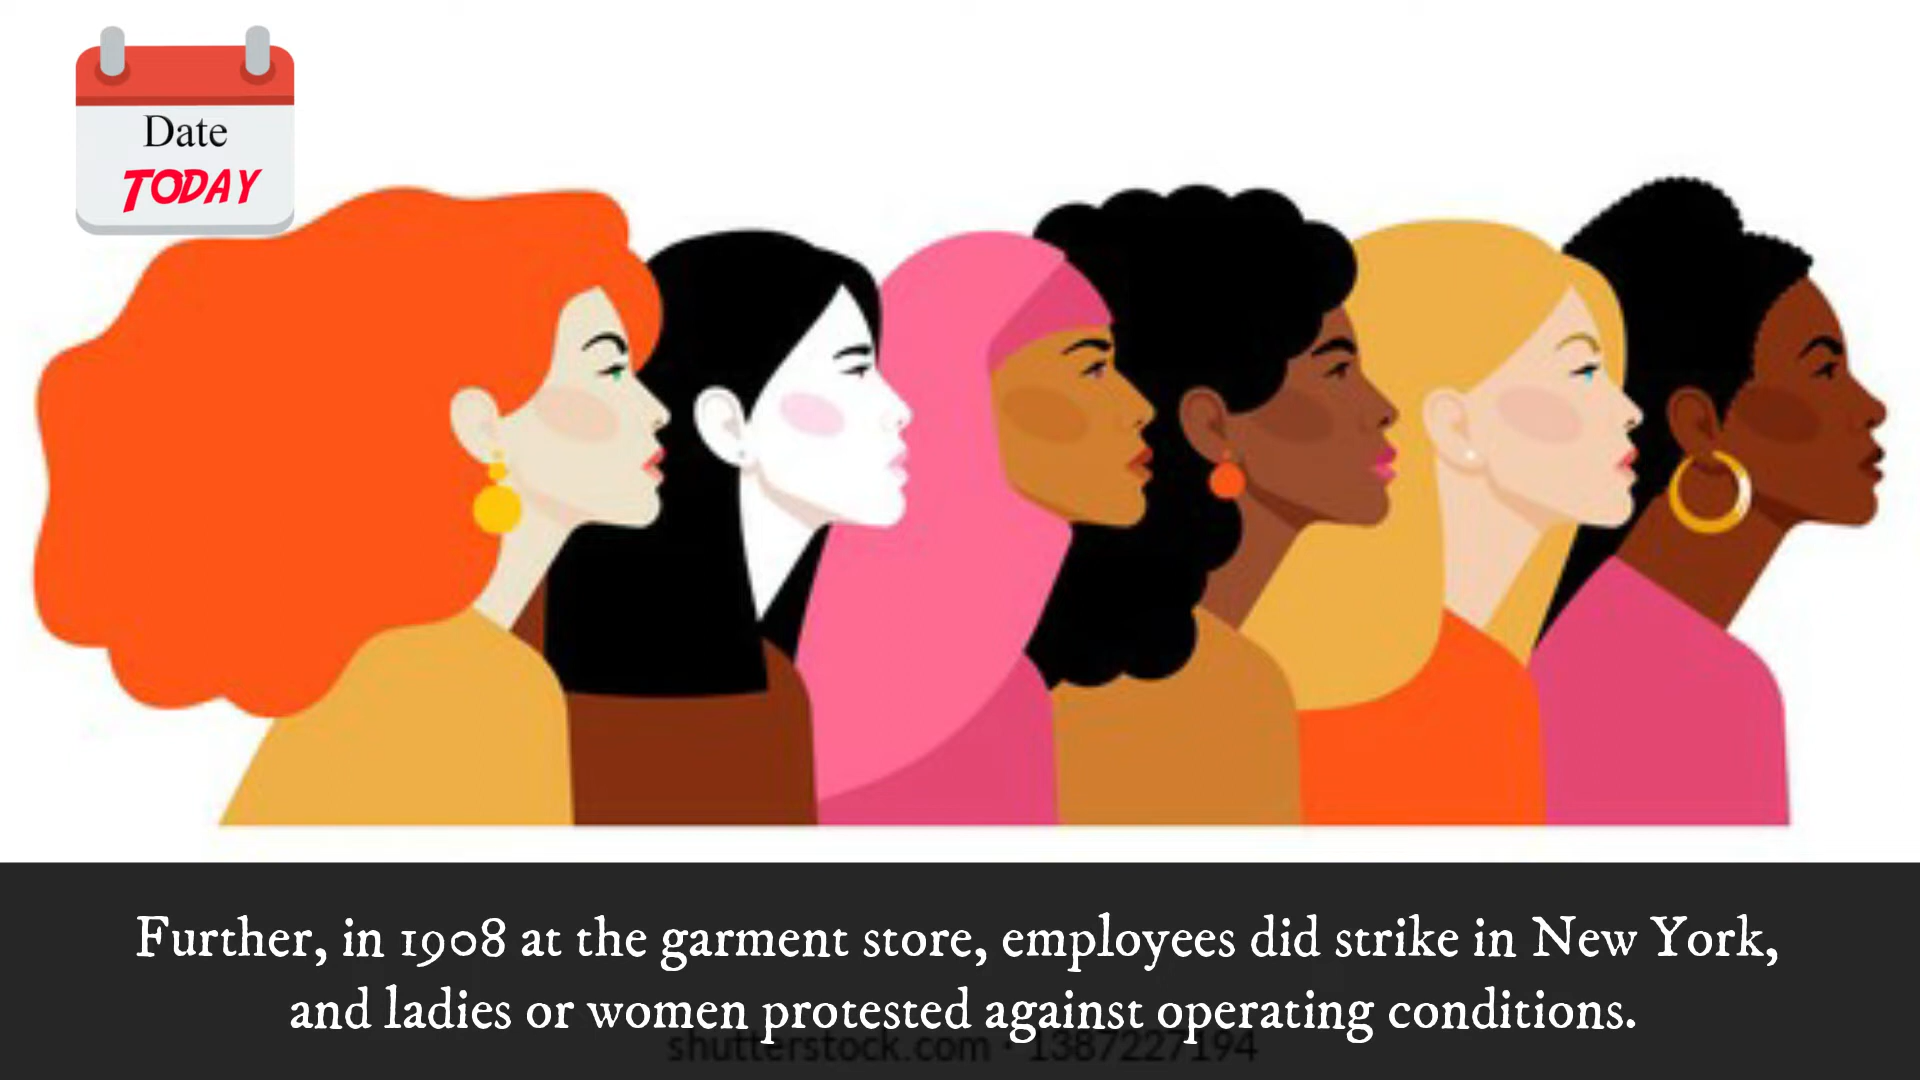 Date
TODAY
Further, in 1908 at the garment store, employees did strike in New York,
and ladies or women protested against operating conditions.
shutterstock.com · 1387227194